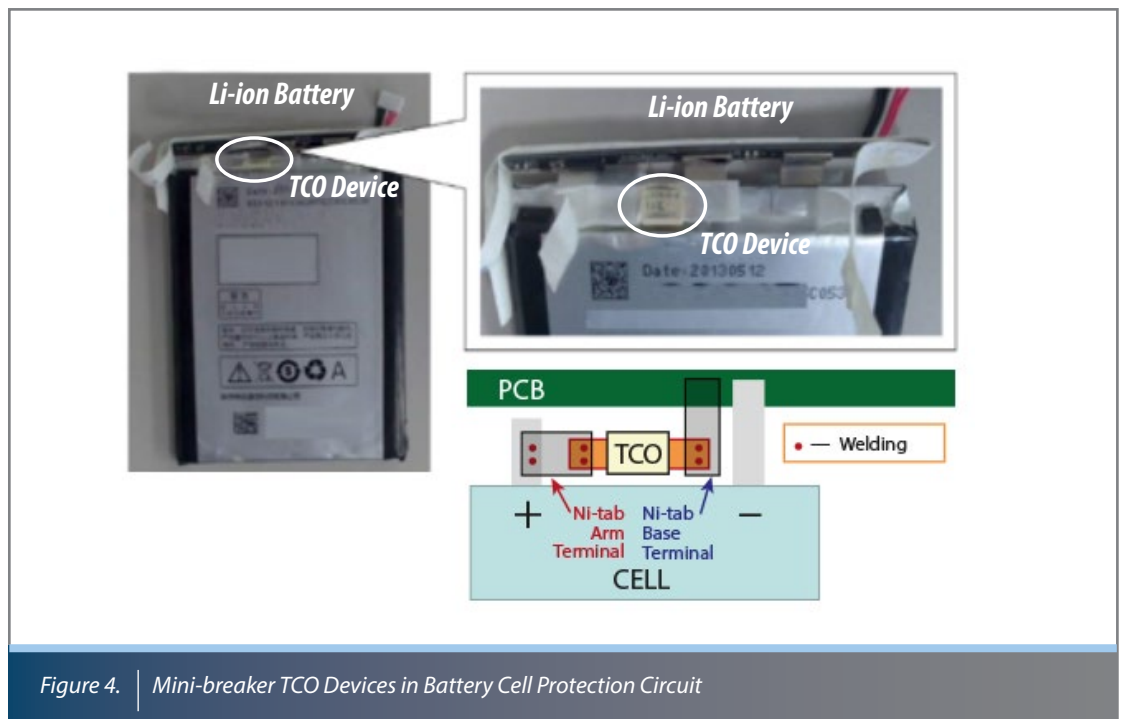 Li-ion Battery
TCO Device
Li-ion Battery
TCO Device
Date:20130512
PCB
TCO
• — Welding
+
Ni-tab
Arm
Terminal
Ni-tab
Base
Terminal
—
CELL
Figure 4. | Mini-breaker TCO Devices in Battery Cell Protection Circuit